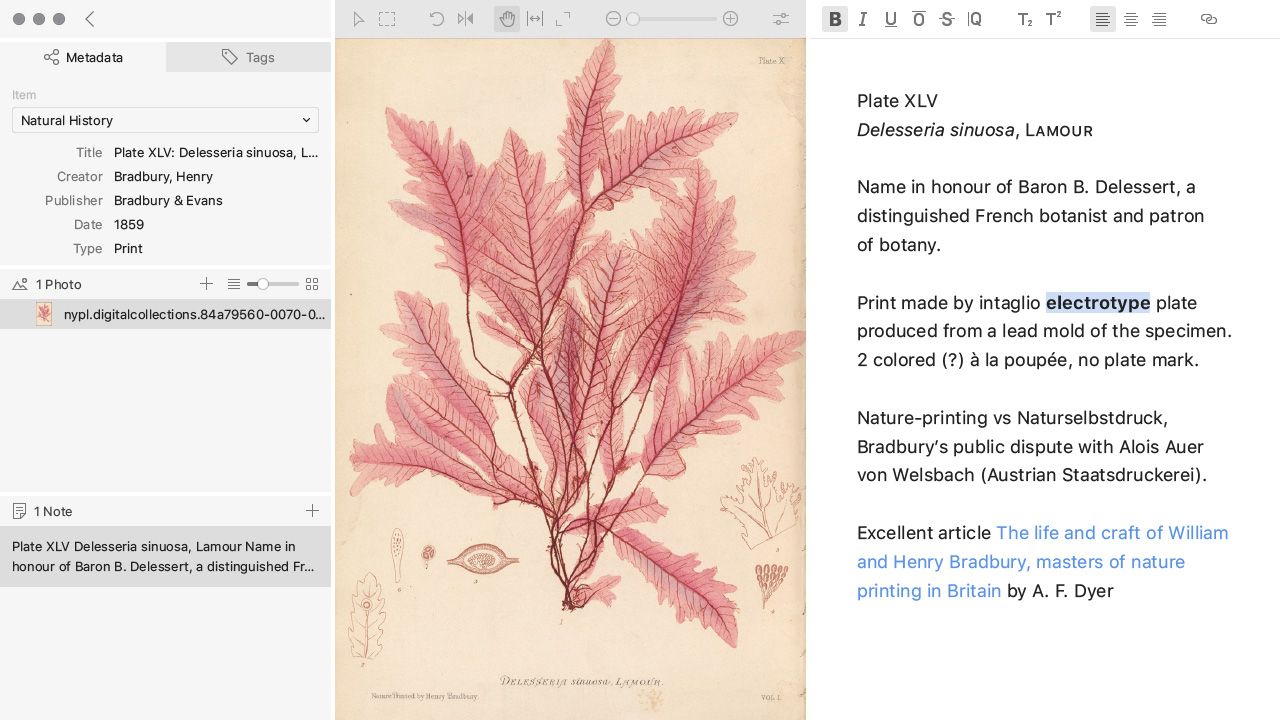 Metadata
Tags
Item
Natural History
Title Plate XLV: Delesseria sinuosa, L...
Creator Bradbury, Henry
Publisher Bradbury & Evans
Date 1859
Type Print
1 Photo
nypl.digitalcollections.84a79560-0070-0...
1 Note
Plate XLV Delesseria sinuosa, Lamour Name in
honour of Baron B. Delessert, a distinguished Fr...
DELESSERIA sinuosa, LAMOUR.
Nature Printed by Henry Bradbury.
VOL I.
B I U O S Q T₂ T²
Plate XLV
Delesseria sinuosa, LAMOUR
Name in honour of Baron B. Delessert, a
distinguished French botanist and patron
of botany.
Print made by intaglio electrotype plate
produced from a lead mold of the specimen.
2 colored (?) à la poupée, no plate mark.
Nature-printing vs Naturselbstdruck,
Bradbury’s public dispute with Alois Auer
von Welsbach (Austrian Staatsdruckerei).
Excellent article The life and craft of William
and Henry Bradbury, masters of nature
printing in Britain by A. F. Dyer